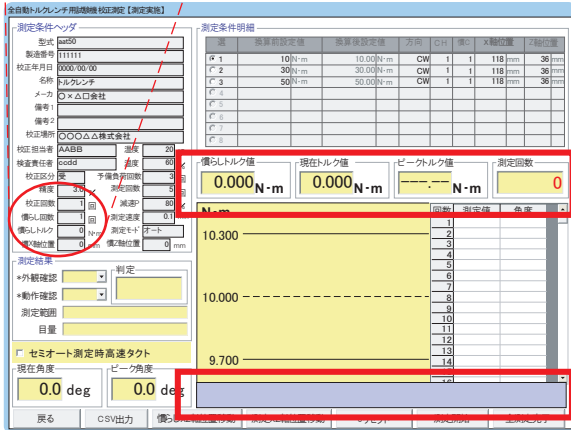 全自動トルクレンチ用試験機 校正測定【測定実施】
測定条件ヘッダ
型式 aat50
製造番号 111111
校正年月日 0000/00/00
名称 トルクレンチ
メーカ O×△口会社
備考1
備考2
校正場所 OOO△△株式会社
校正担当者 AABB 温度 20
検査責任者 ccdd 湿度 60 %
校正区分 受 予備負荷回数 3 回
精度 3.0 % 測定回数 5 回
校正回数 1 回 減速P 80 %
慣らし回数 1 回 測定速度 0.1
慣らしトルク 0 N·m 測定モード オート
慣X軸位置 0 mm 慣Z軸位置 0 mm
測定条件明細
選 換算前設定値 換算後設定値 方向 CH 慣C X軸位置 Z軸位置
1 10 N·m 10.00 N·m CW 1 1 118 mm 36 mm
2 30 N·m 30.00 N·m CW 1 1 118 mm 36 mm
3 50 N·m 50.00 N·m CW 1 1 118 mm 36 mm
4
5
6
7
8
慣らしトルク値 現在トルク値 ピークトルク値 測定回数
0.000 N·m 0.000 N·m ---.-- N·m 0
N·m
10.300
10.000
9.700
回数 測定値 角度
1
2
3
4
5
6
7
8
9
10
11
12
13
14
15
測定結果
*外観確認 判定
*動作確認
測定範囲
目量
セミオート測定時高速タクト
現在角度 ピーク角度
0.0 deg 0.0 deg
戻る CSV出力